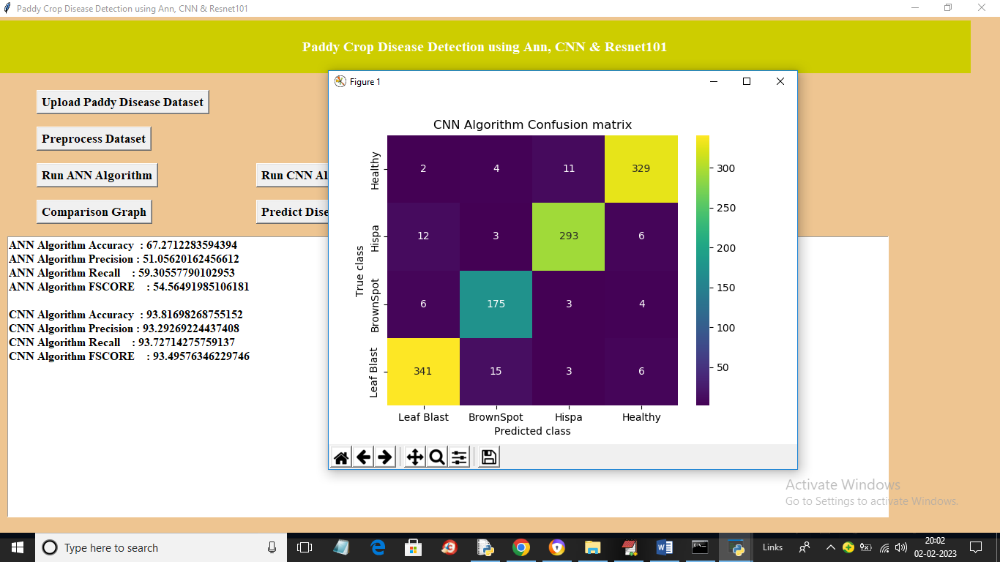 Paddy Crop Disease Detection using Ann, CNN & Resnet101
Paddy Crop Disease Detection using Ann, CNN & Resnet101
Upload Paddy Disease Dataset
Preprocess Dataset
Run ANN Algorithm
Run CNN Al
Comparison Graph
Predict Dise
ANN Algorithm Accuracy : 67.2712283594394
ANN Algorithm Precision : 51.05620162456612
ANN Algorithm Recall : 59.30557790102953
ANN Algorithm FSCORE : 54.56491985106181
CNN Algorithm Accuracy : 93.81698268755152
CNN Algorithm Precision : 93.29269224437408
CNN Algorithm Recall : 93.72714275759137
CNN Algorithm FSCORE : 93.49576346229746
Figure 1
CNN Algorithm Confusion matrix
True class
Healthy
2 4 11 329
Hispa
12 3 293 6
BrownSpot
6 175 3 4
Leaf Blast
341 15 3 6
Leaf Blast BrownSpot Hispa Healthy
Predicted class
300
250
200
150
100
50
Activate Windows
Go to Settings to activate Windows.
Type here to search
Links
20:02
02-02-2023